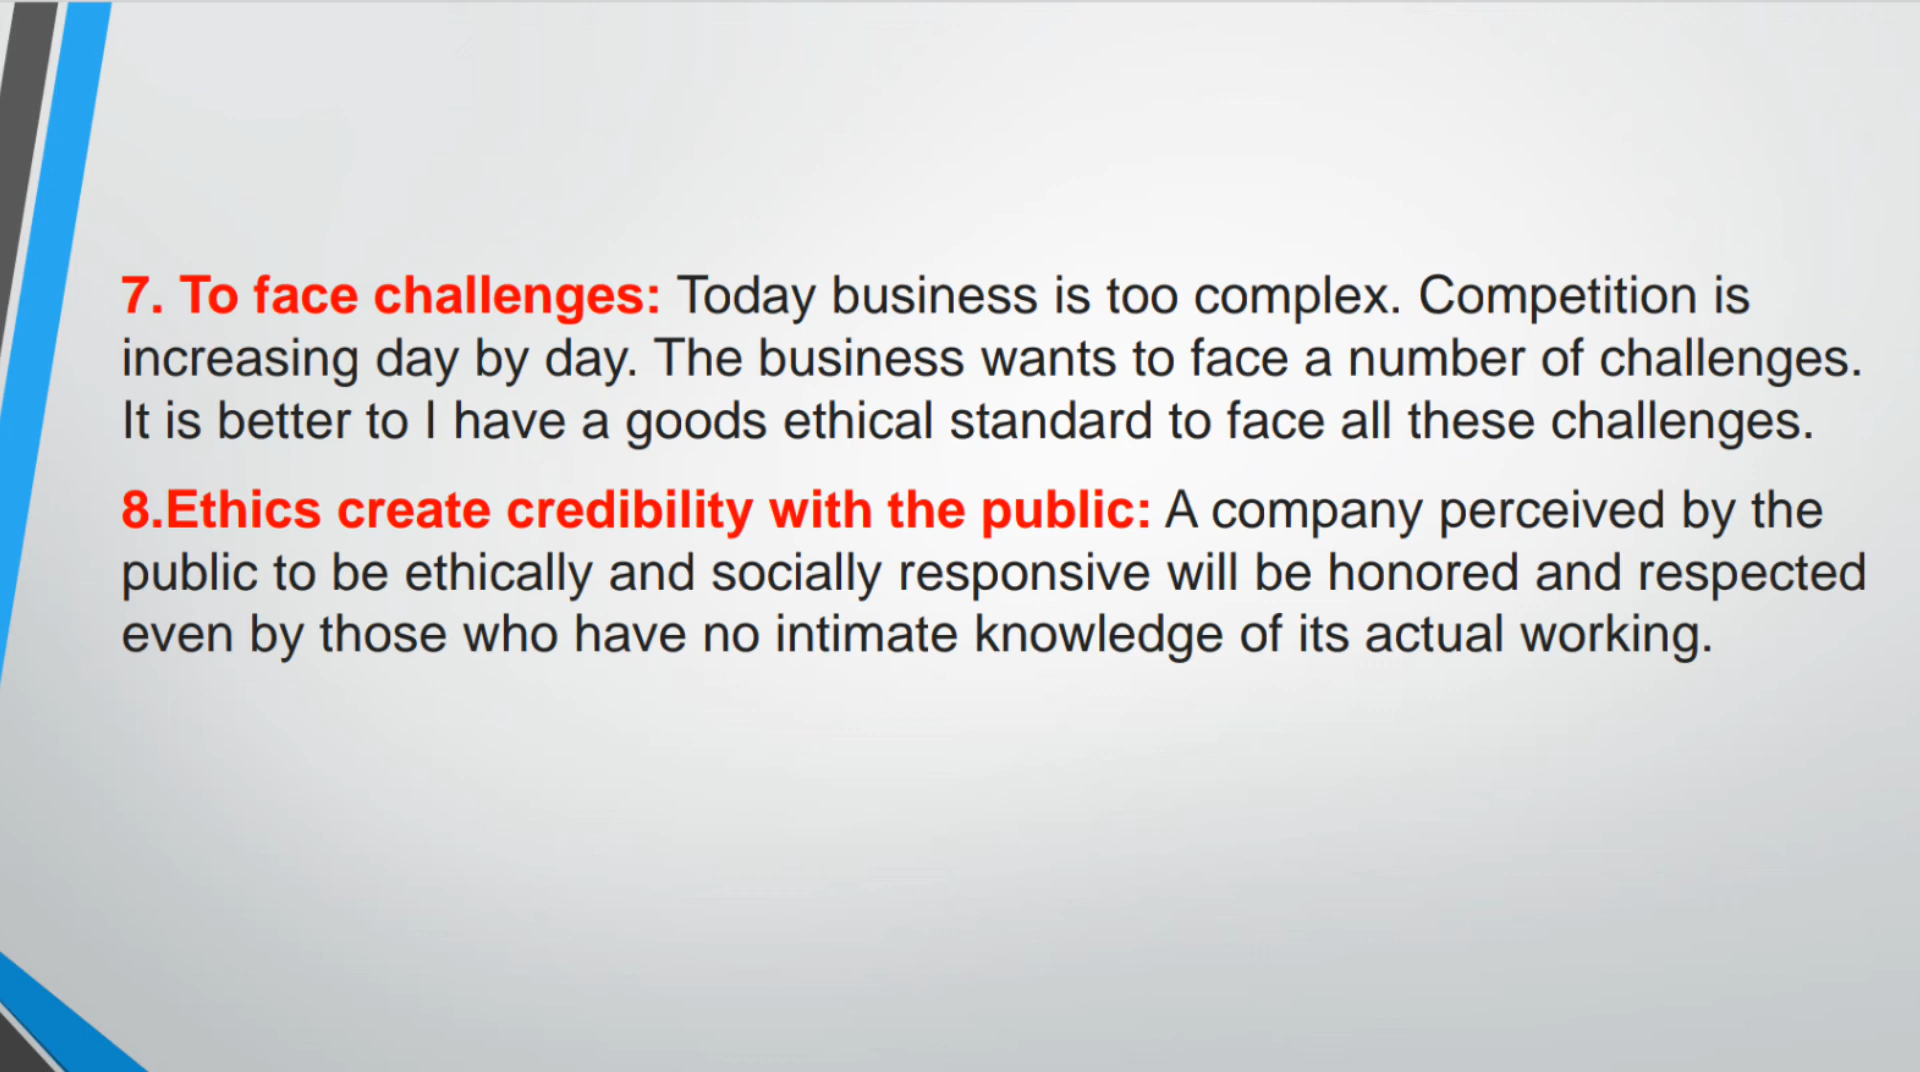 7. To face challenges: Today business is too complex. Competition is
increasing day by day. The business wants to face a number of challenges.
It is better to I have a goods ethical standard to face all these challenges.
8.Ethics create credibility with the public: A company perceived by the
public to be ethically and socially responsive will be honored and respected
even by those who have no intimate knowledge of its actual working.